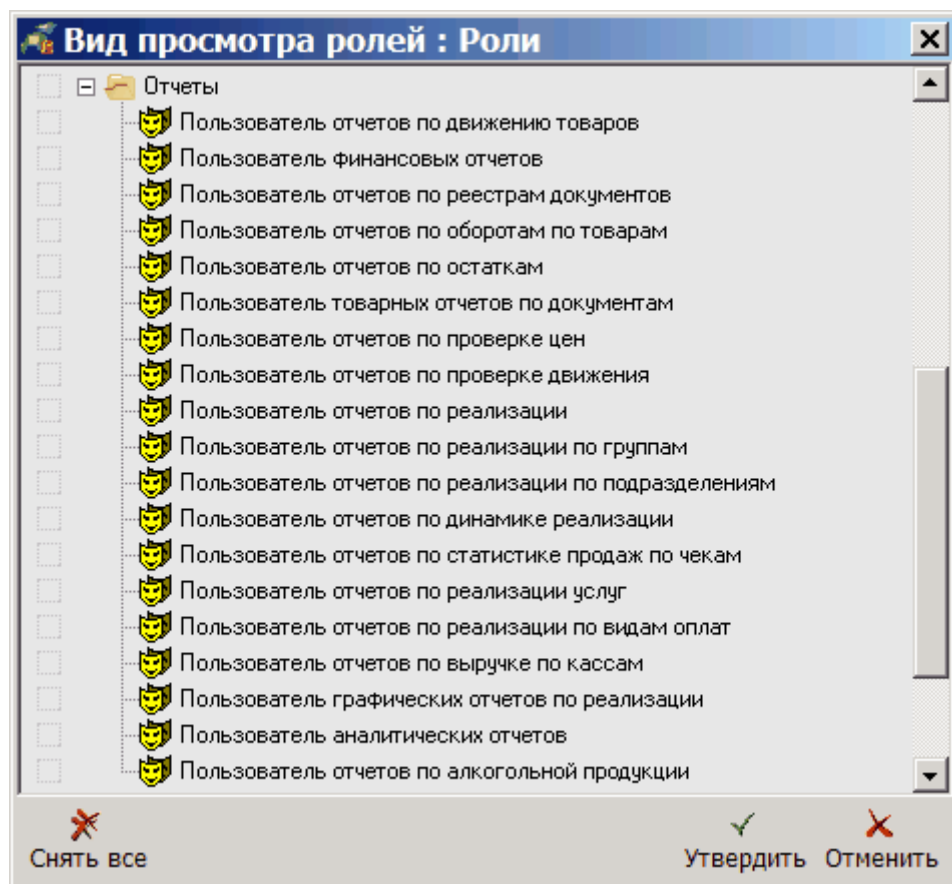 Вид просмотра ролей : Роли
Отчеты
Пользователь отчетов по движению товаров
Пользователь финансовых отчетов
Пользователь отчетов по реестрам документов
Пользователь отчетов по оборотам по товарам
Пользователь отчетов по остаткам
Пользователь товарных отчетов по документам
Пользователь отчетов по проверке цен
Пользователь отчетов по проверке движения
Пользователь отчетов по реализации
Пользователь отчетов по реализации по группам
Пользователь отчетов по реализации по подразделениям
Пользователь отчетов по динамике реализации
Пользователь отчетов по статистике продаж по чекам
Пользователь отчетов по реализации услуг
Пользователь отчетов по реализации по видам оплат
Пользователь отчетов по выручке по кассам
Пользователь графических отчетов по реализации
Пользователь аналитических отчетов
Пользователь отчетов по алкогольной продукции
Снять все Утвердить Отменить